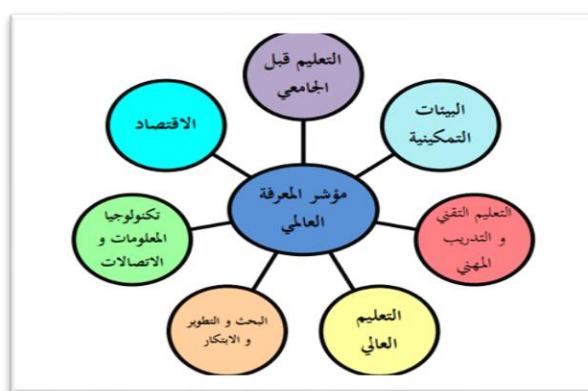 التعليم قبل
الجامعي
البيئات
التمكينية
الاقتصاد
مؤشر المعرفة
العالمي
التعليم التقني
و التدريب
المهني
تكنولوجيا
المعلومات و
الاتصالات
التعليم
العالي
البحث و التطوير
و الابتكار